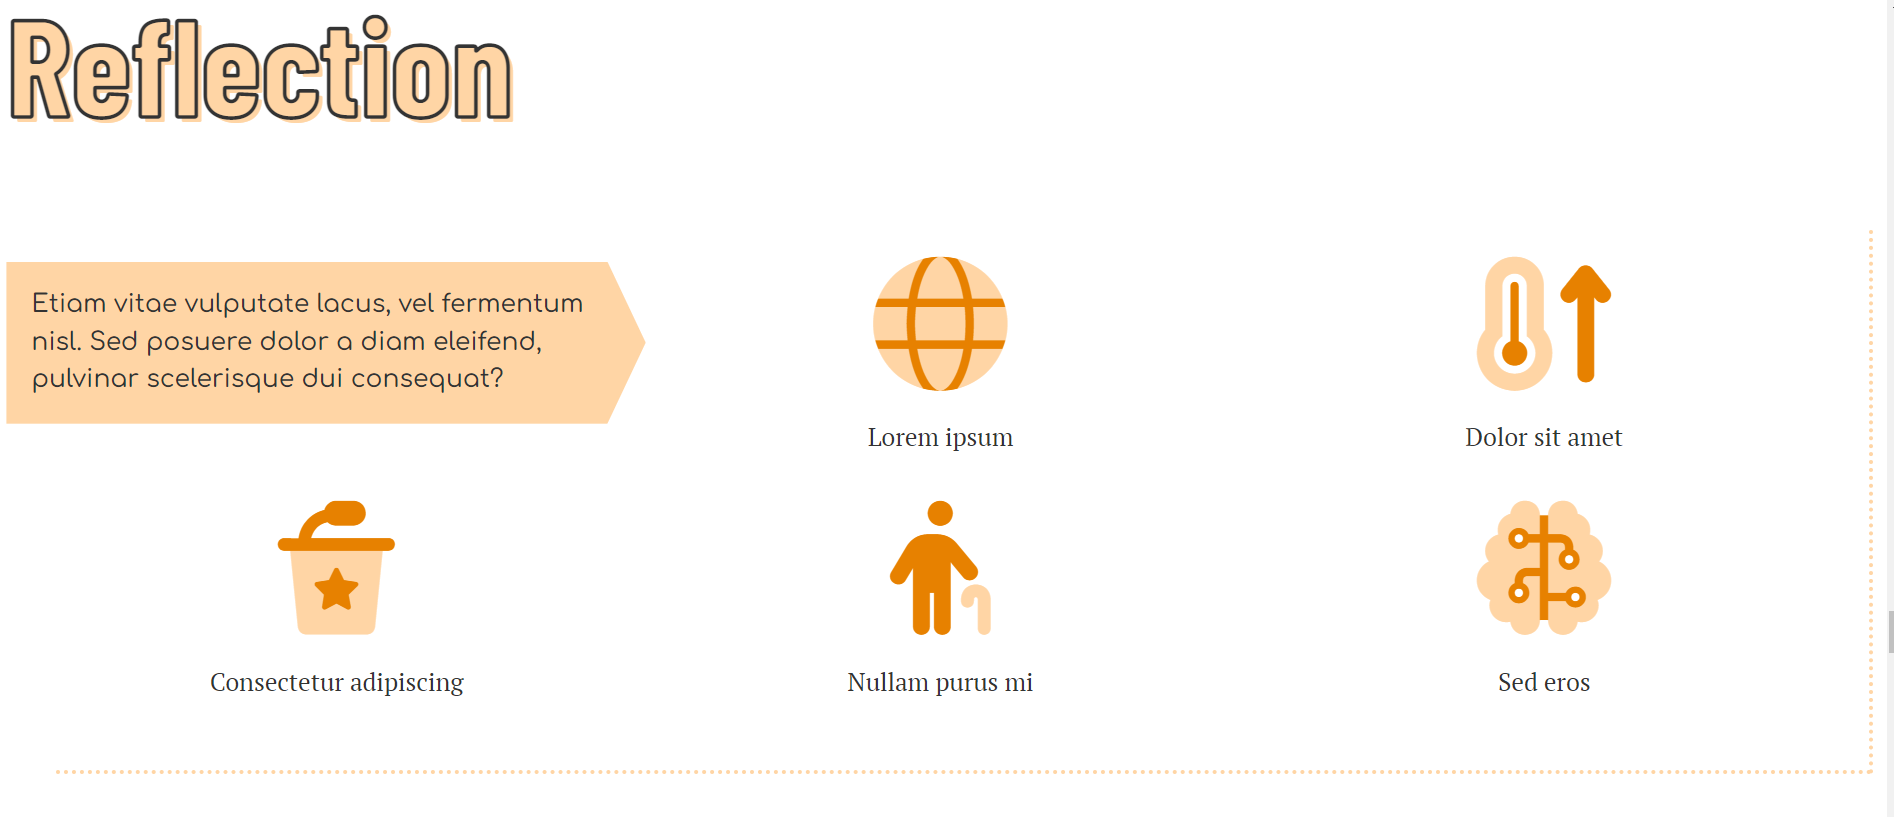 Reflection
Etiam vitae vulputate lacus, vel fermentum
nisl. Sed posuere dolor a diam eleifend,
pulvinar scelerisque dui consequat?
Lorem ipsum
Dolor sit amet
Consectetur adipiscing
Nullam purus mi
Sed eros